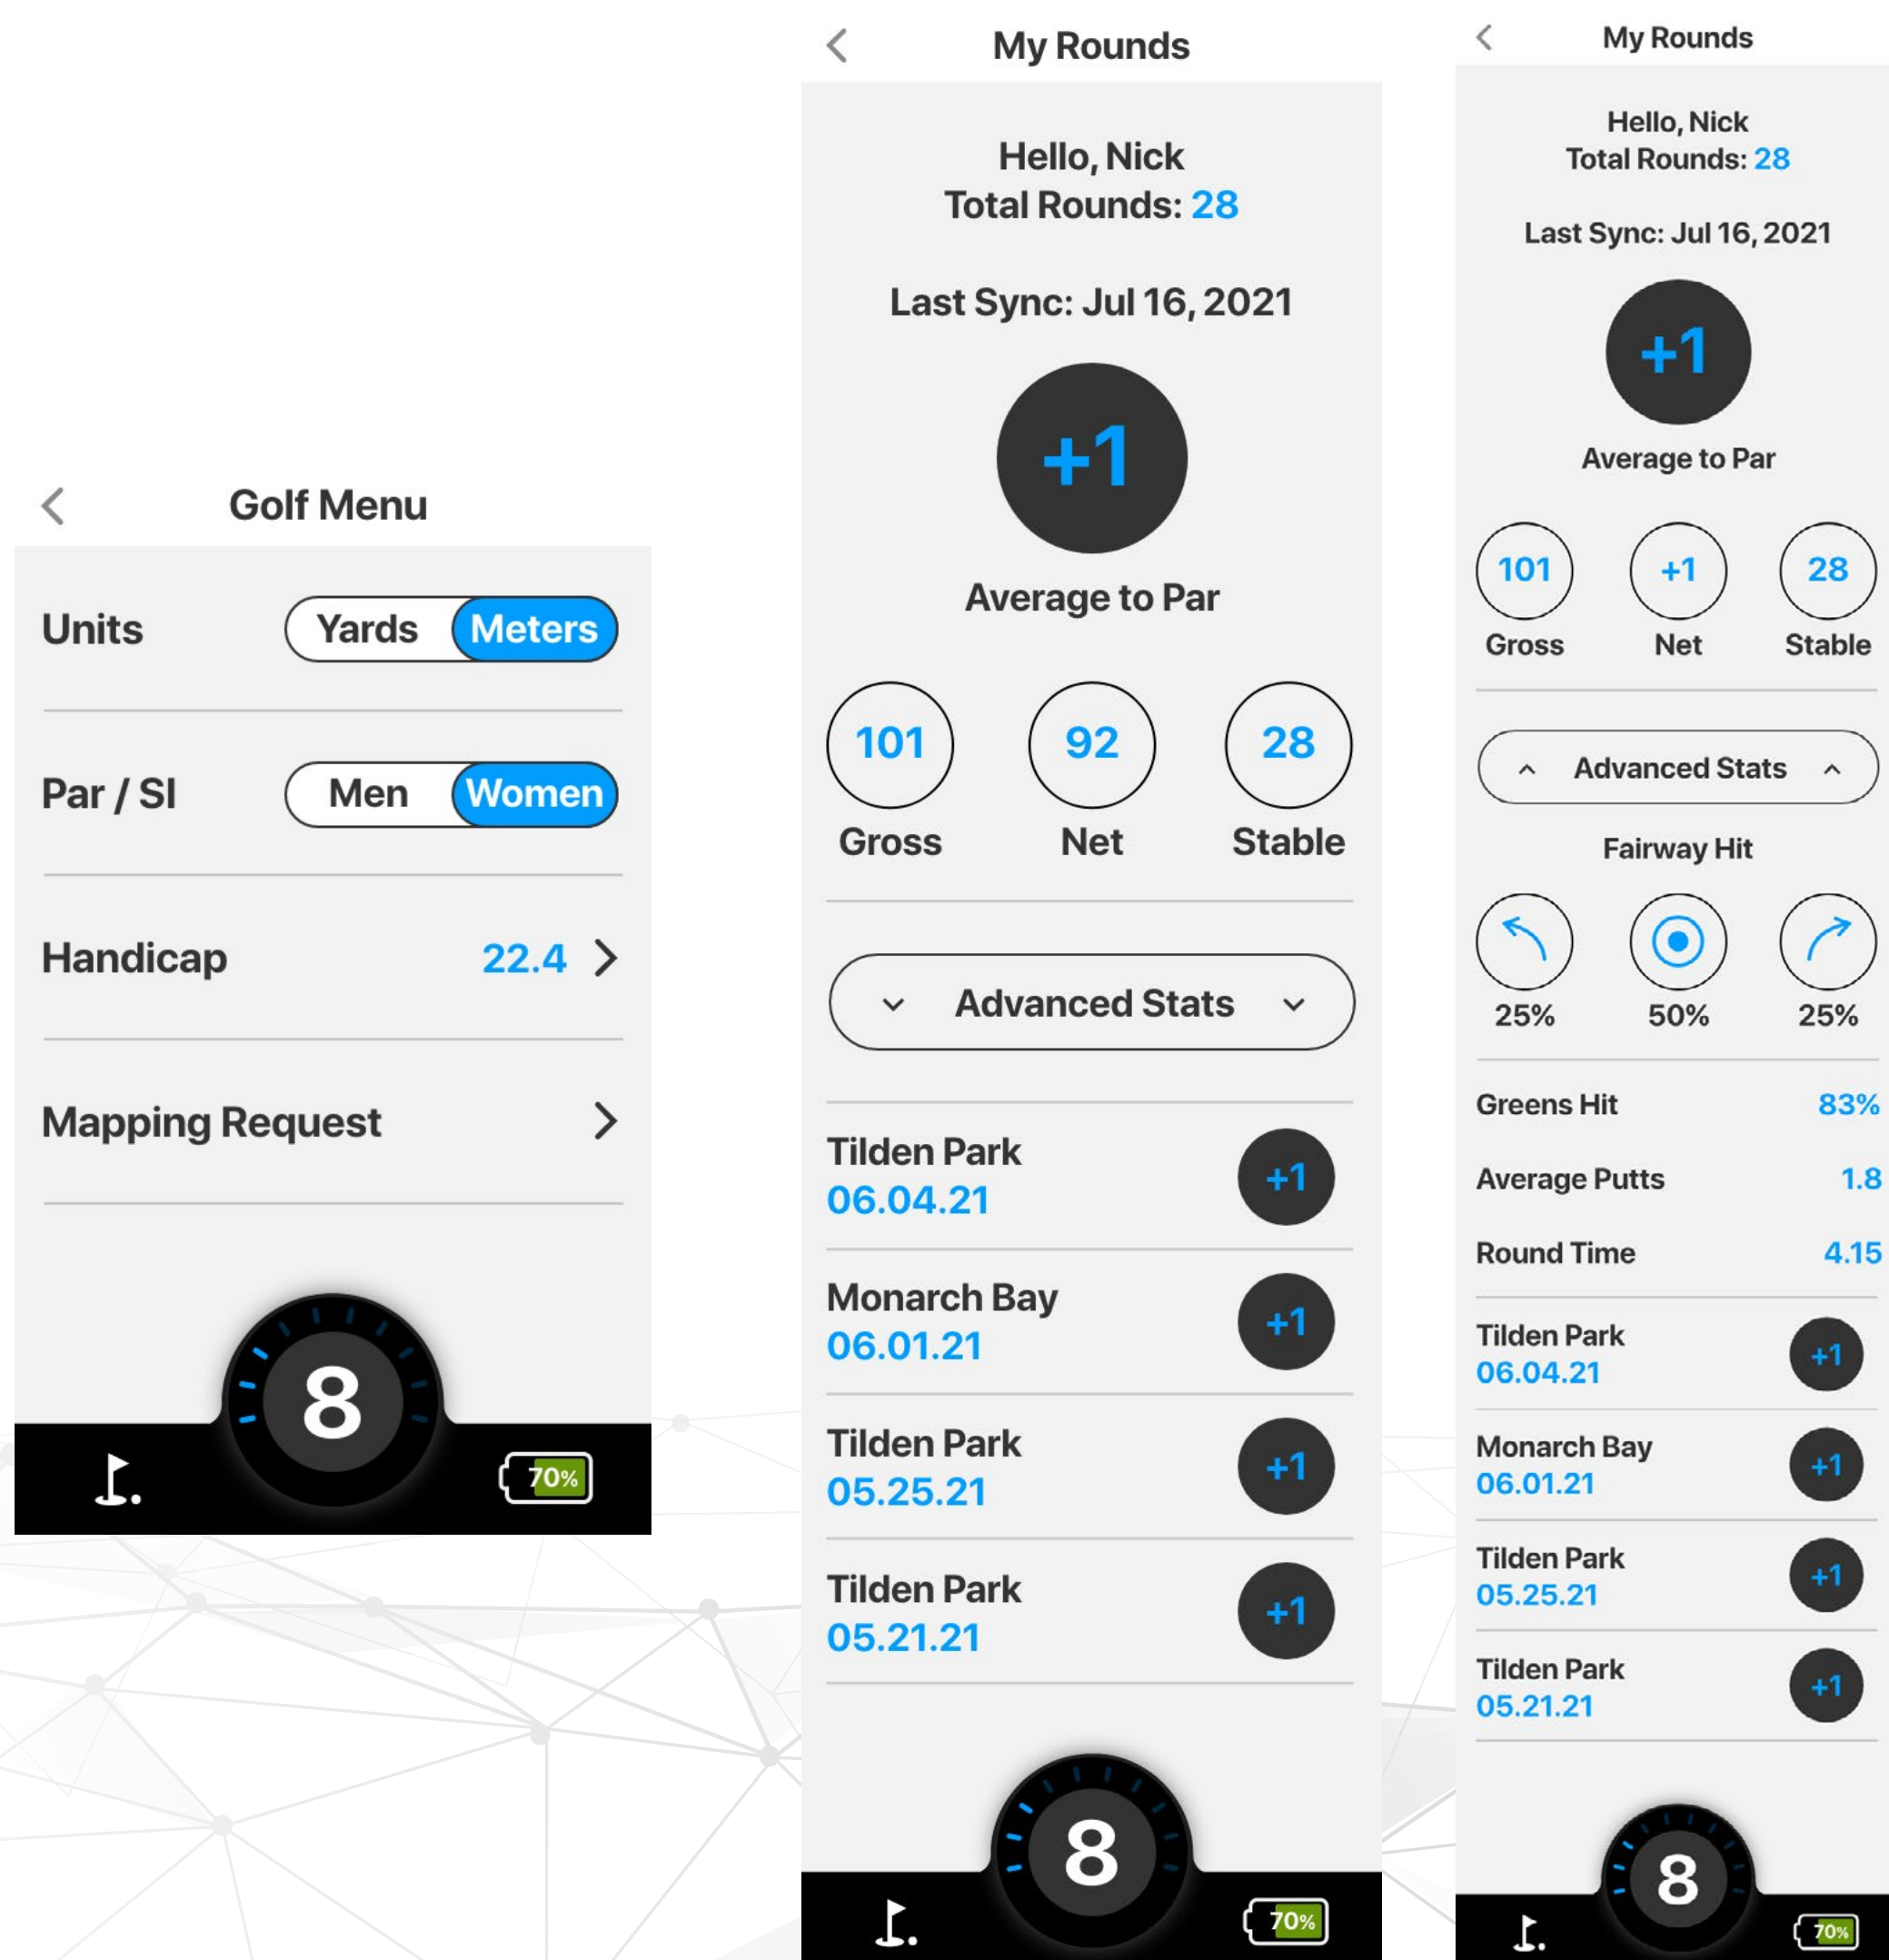 Golf Menu
Units Yards Meters
Par / SI Men Women
Handicap 22.4
Mapping Request
8
70%
My Rounds
Hello, Nick
Total Rounds: 28
Last Sync: Jul 16, 2021
+1
Average to Par
101 92 28
Gross Net Stable
Advanced Stats
Tilden Park
06.04.21
+1
Monarch Bay
06.01.21
+1
Tilden Park
05.25.21
+1
Tilden Park
05.21.21
+1
8
70%
My Rounds
Hello, Nick
Total Rounds: 28
Last Sync: Jul 16, 2021
+1
Average to Par
101 +1 28
Gross Net Stable
Advanced Stats
Fairway Hit
25% 50% 25%
Greens Hit 83%
Average Putts 1.8
Round Time 4.15
Tilden Park
06.04.21
+1
Monarch Bay
06.01.21
+1
Tilden Park
05.25.21
+1
Tilden Park
05.21.21
+1
8
70%